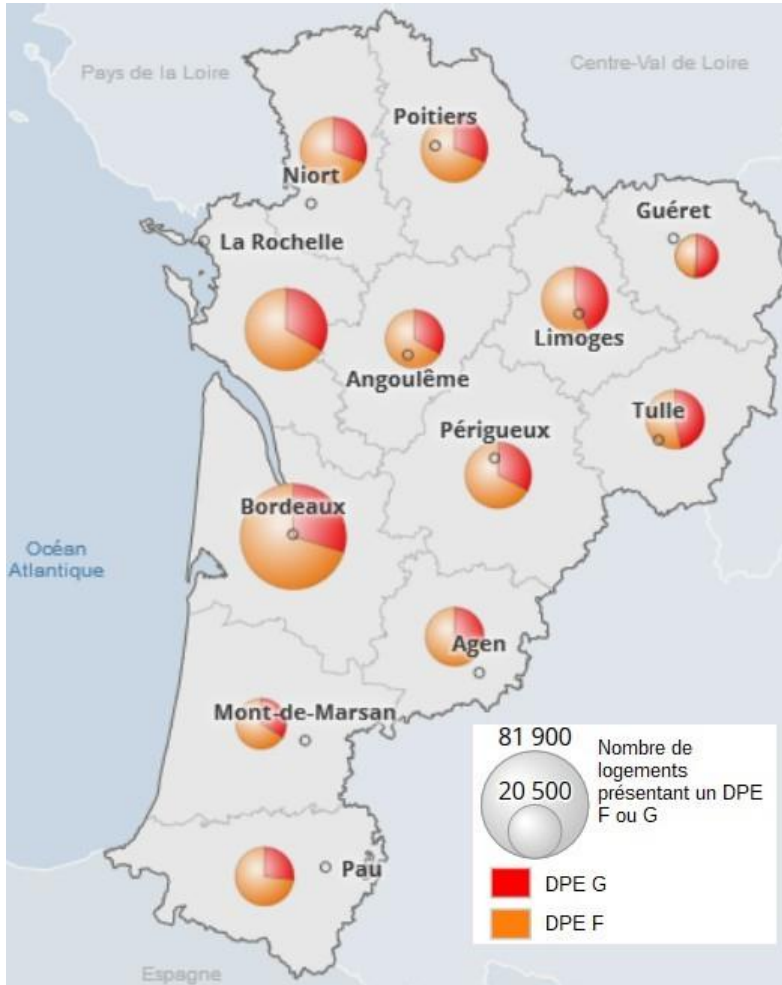 Pays de la Loire
Centre-Val de Loire
Poitiers
Niort
Guéret
La Rochelle
Limoges
Angoulême
Tulle
Périgueux
Bordeaux
Océan
Atlantique
Agen
Mont-de-Marsan
81 900
20 500
Nombre de
logements
présentant un DPE
F ou G
Pau
DPE G
DPE F
Espagne